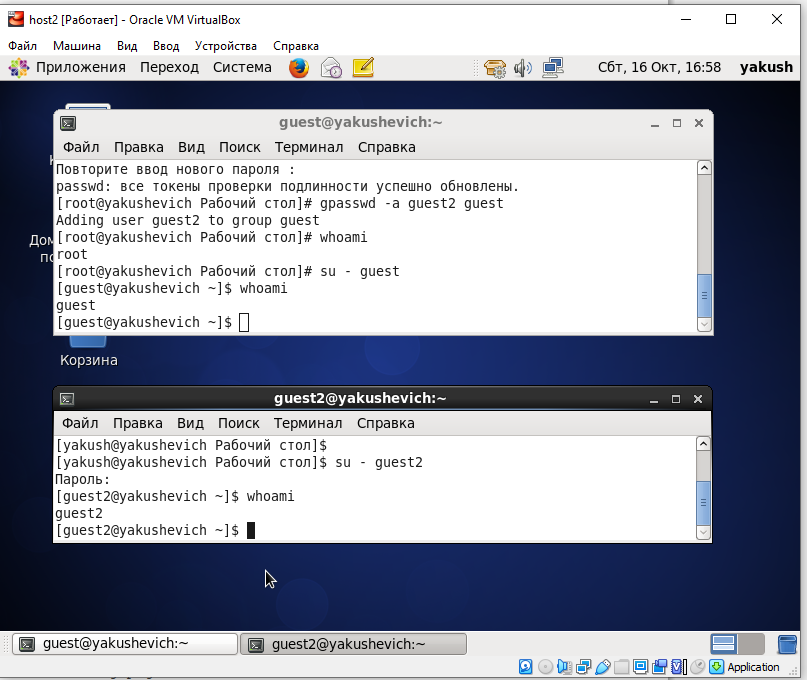 host2 [Работает] - Oracle VM VirtualBox
Файл Машина Вид Ввод Устройства Справка
Приложения Переход Система Сбт, 16 Окт, 16:58 yakush
guest@yakushevich:~
Файл Правка Вид Поиск Терминал Справка
Повторите ввод нового пароля :
passwd: все токены проверки подлинности успешно обновлены.
[root@yakushevich Рабочий стол]# gpasswd -a guest2 guest
Adding user guest2 to group guest
[root@yakushevich Рабочий стол]# whoami
root
[root@yakushevich Рабочий стол]# su - guest
[guest@yakushevich ~]$ whoami
guest
[guest@yakushevich ~]$
Корзина
guest2@yakushevich:~
Файл Правка Вид Поиск Терминал Справка
[yakush@yakushevich Рабочий стол]$
[yakush@yakushevich Рабочий стол]$ su - guest2
Пароль:
[guest2@yakushevich ~]$ whoami
guest2
[guest2@yakushevich ~]$
guest@yakushevich:~ guest2@yakushevich:~
Application